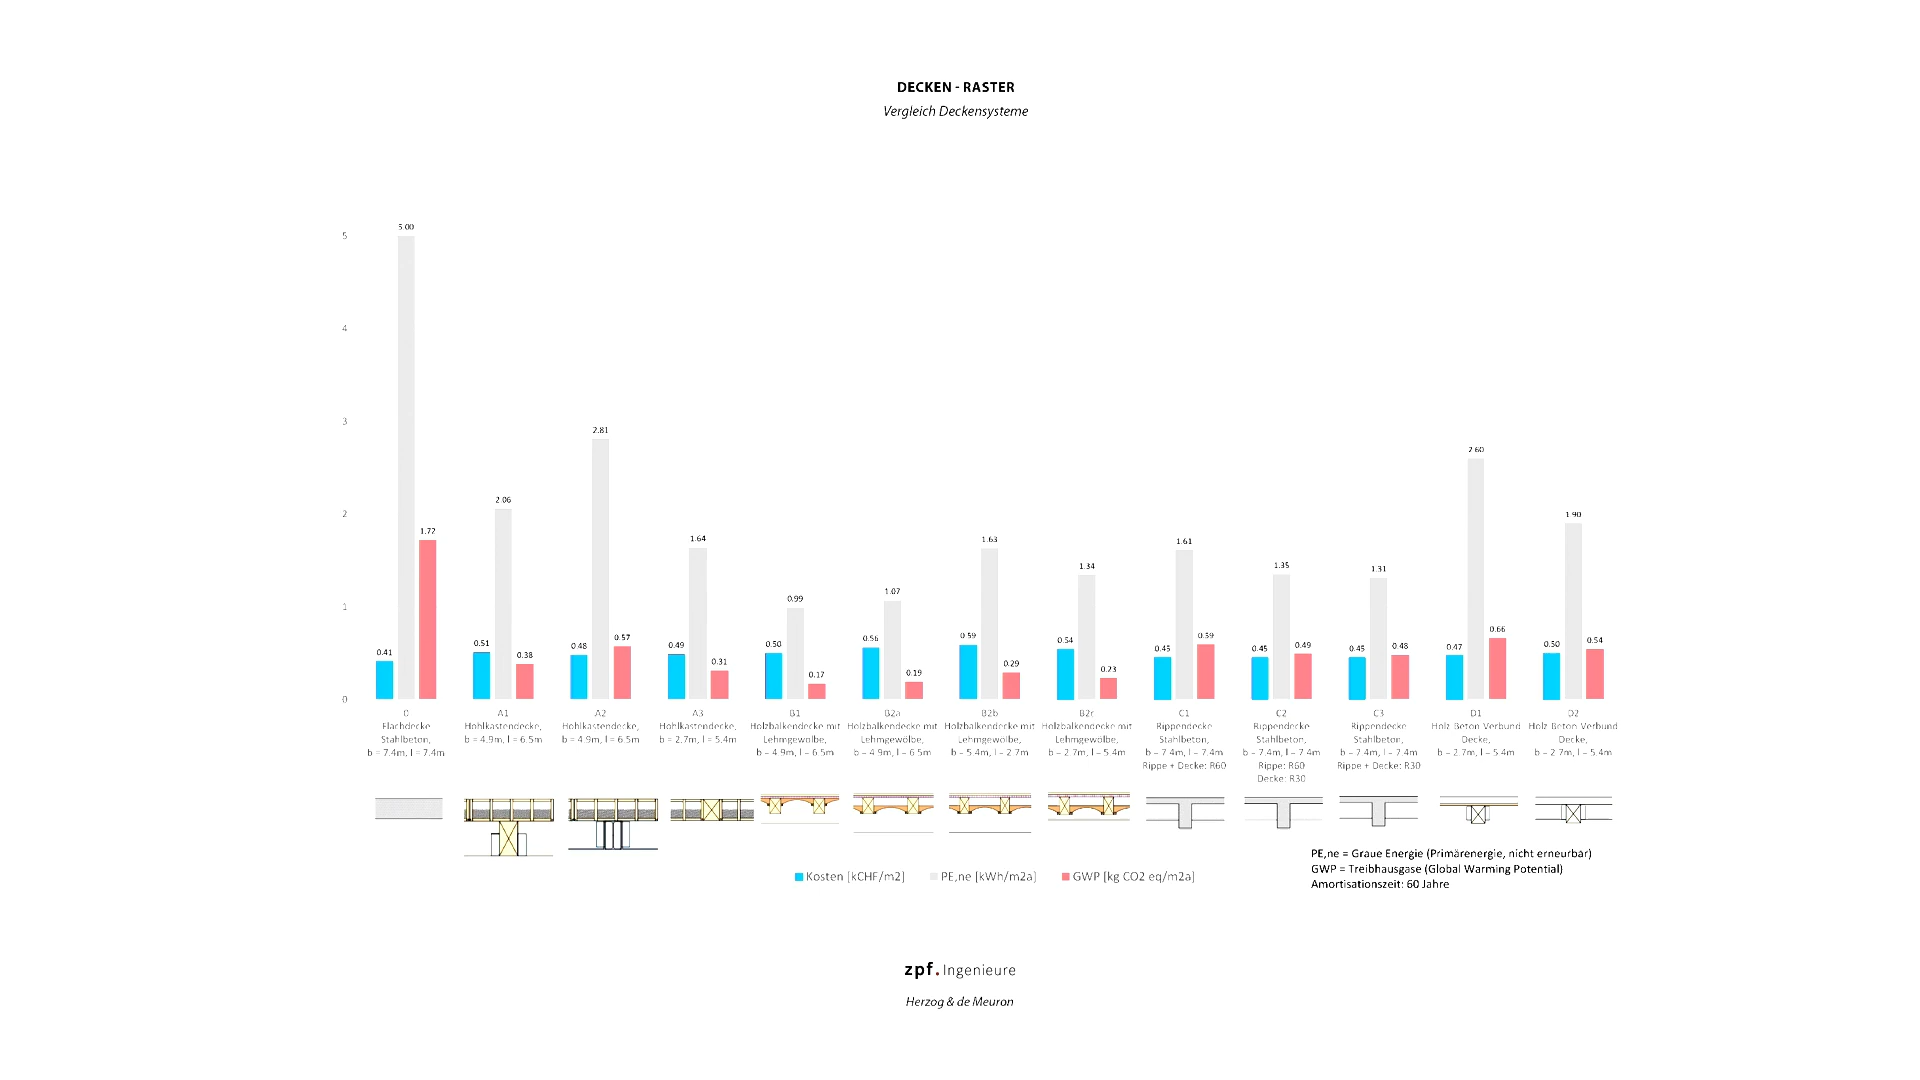 DECKEN - RASTER
Vergleich Deckensysteme
5
4
3
2
1
0
0.41
5.00
1.72
0.51
2.06
0.38
0.48
2.81
0.57
0.49
1.64
0.31
0.50
0.99
0.17
0.56
1.07
0.19
0.59
1.63
0.29
0.54
1.34
0.23
0.45
1.61
0.59
0.45
1.35
0.49
0.45
1.31
0.48
0.47
2.60
0.66
0.50
1.90
0.54
0
Flachdecke
Stahlbeton,
b = 7.4m, l = 7.4m
A1
Hohlkastendecke,
b = 4.9m, l = 6.5m
A2
Hohlkastendecke,
b = 4.9m, l = 6.5m
A3
Hohlkastendecke,
b = 2.7m, l = 5.4m
B1
Holzbalkendecke mit
Lehmgewölbe,
b = 4.9m, l = 6.5m
B2a
Holzbalkendecke mit
Lehmgewölbe,
b = 4.9m, l = 6.5m
B2b
Holzbalkendecke mit
Lehmgewölbe,
b = 5.4m, l = 2.7m
Holzbalkendecke mit
Lehmgewölbe,
b = 2.7m, l = 5.4m
C1
Rippendecke
Stahlbeton,
b = 7.4m, l = 7.4m
Rippe + Decke: R60
C2
Rippendecke
Stahlbeton,
b = 7.4m, l = 7.4m
Rippe: R60
Decke: R30
C3
Rippendecke
Stahlbeton,
b = 7.4m, l = 7.4m
Rippe + Decke: R30
D1
Holz Beton Verbund
Decke,
b = 2.7m, l = 5.4m
D2
Holz Beton Verbund
Decke,
b = 2.7m, l = 5.4m
PE,ne = Graue Energie (Primärenergie, nicht erneurbar)
GWP = Treibhausgase (Global Warming Potential)
Amortisationszeit: 60 Jahre
Kosten [kCHF/m2] PE,ne [kWh/m2a] GWP [kg CO2 eq/m2a]
zpf.Ingenieure
Herzog & de Meuron